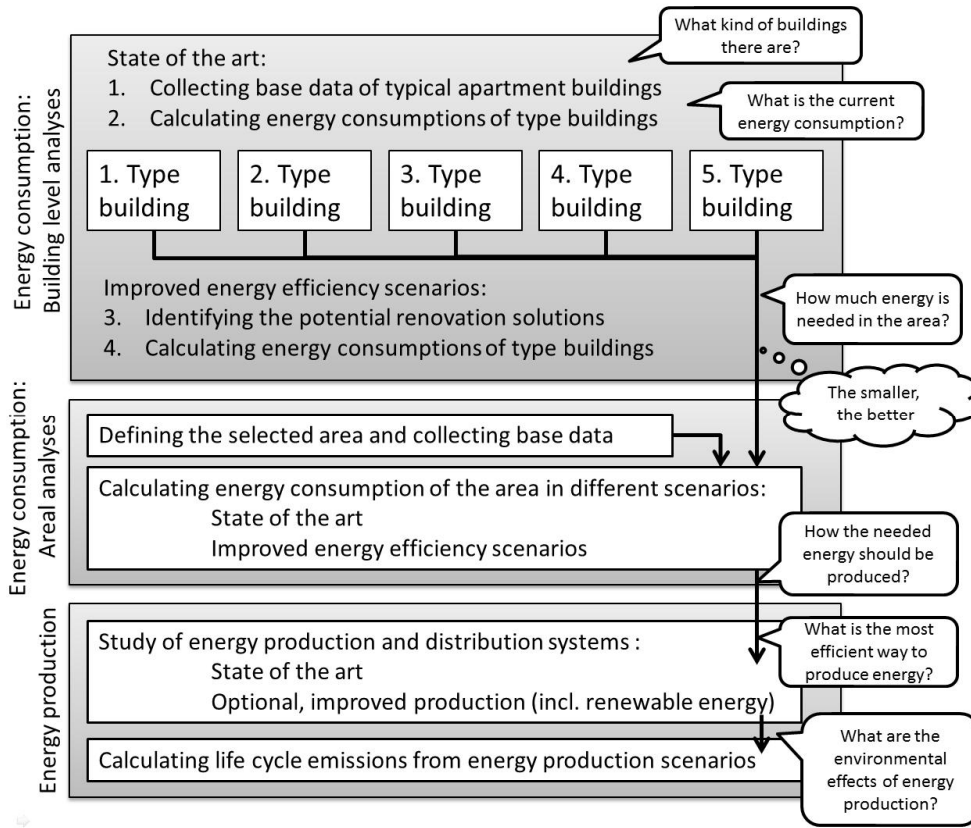 What kind of buildings
there are?
State of the art:
1. Collecting base data of typical apartment buildings
2. Calculating energy consumptions of type buildings
What is the current
energy consumption?
Energy consumption:
Building level analyses
1. Type
building
2. Type
building
3. Type
building
4. Type
building
5. Type
building
Improved energy efficiency scenarios:
3. Identifying the potential renovation solutions
4. Calculating energy consumptions of type buildings
How much energy is
needed in the area?
The smaller,
the better
Energy consumption:
Areal analyses
Defining the selected area and collecting base data
Calculating energy consumption of the area in different scenarios:
State of the art
Improved energy efficiency scenarios
How the needed
energy should be
produced?
Energy production
Study of energy production and distribution systems :
State of the art
Optional, improved production (incl. renewable energy)
What is the most
efficient way to
produce energy?
Calculating life cycle emissions from energy production scenarios
What are the
environmental
effects of energy
production?